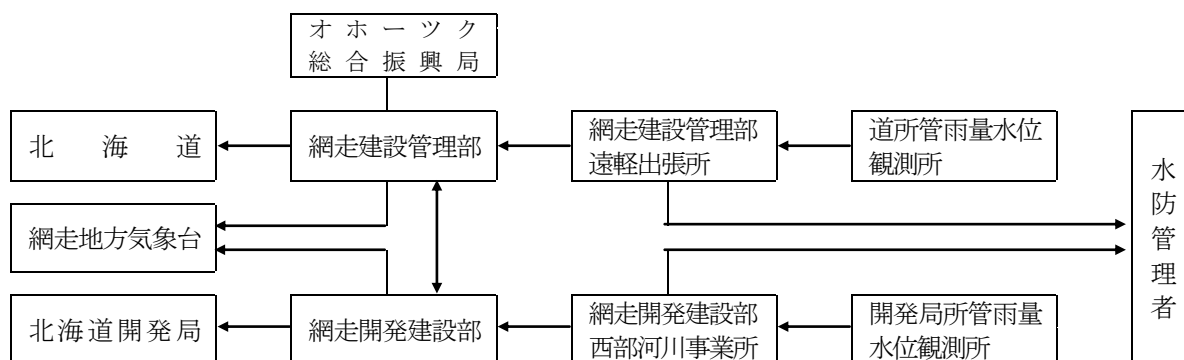 オホーツク
総合振興局
北海道
網走建設管理部
網走建設管理部
遠軽出張所
道所管雨量水位
観測所
水防管理者
網走地方気象台
北海道開発局
網走開発建設部
網走開発建設部
西部河川事業所
開発局所管雨量
水位観測所